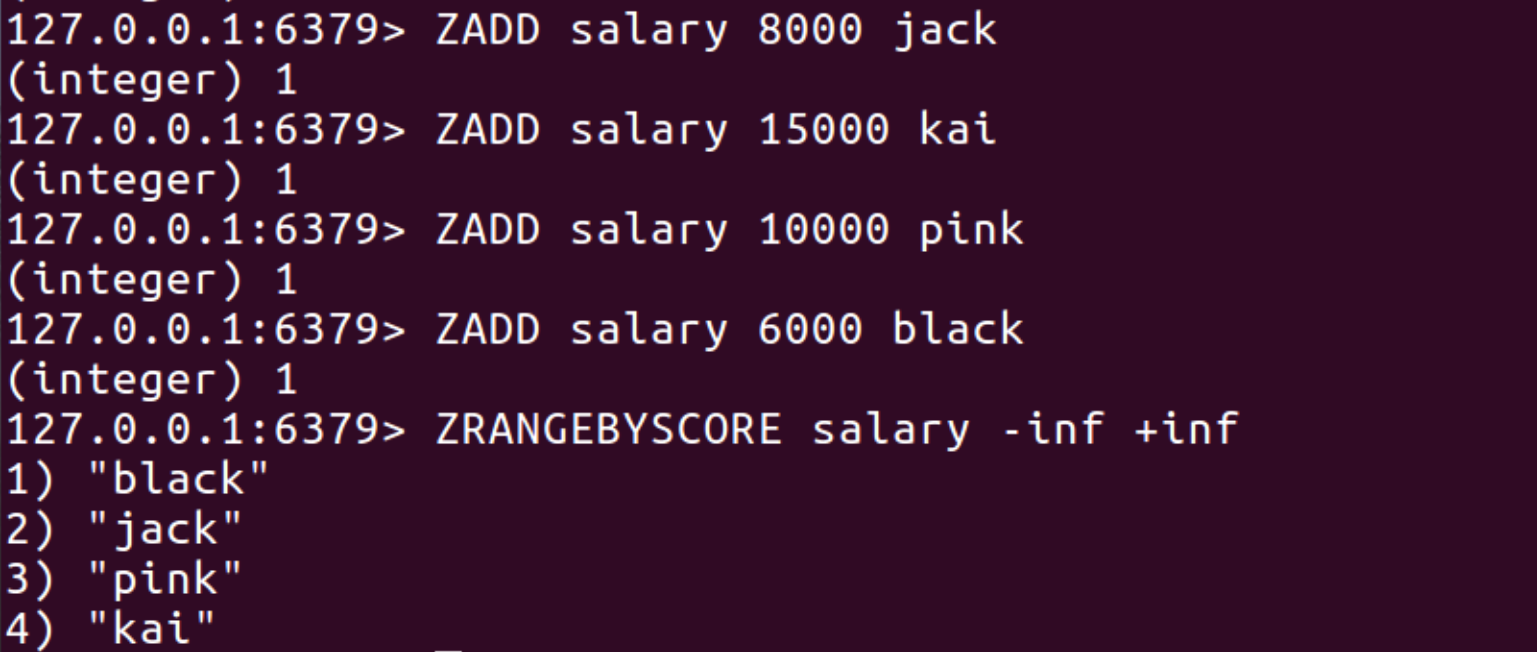 127.0.0.1:6379> ZADD salary 8000 jack
(integer) 1
127.0.0.1:6379> ZADD salary 15000 kai
(integer) 1
127.0.0.1:6379> ZADD salary 10000 pink
(integer) 1
127.0.0.1:6379> ZADD salary 6000 black
(integer) 1
127.0.0.1:6379> ZRANGEBYSCORE salary -inf +inf
1) "black"
2) "jack"
3) "pink"
4) "kai"